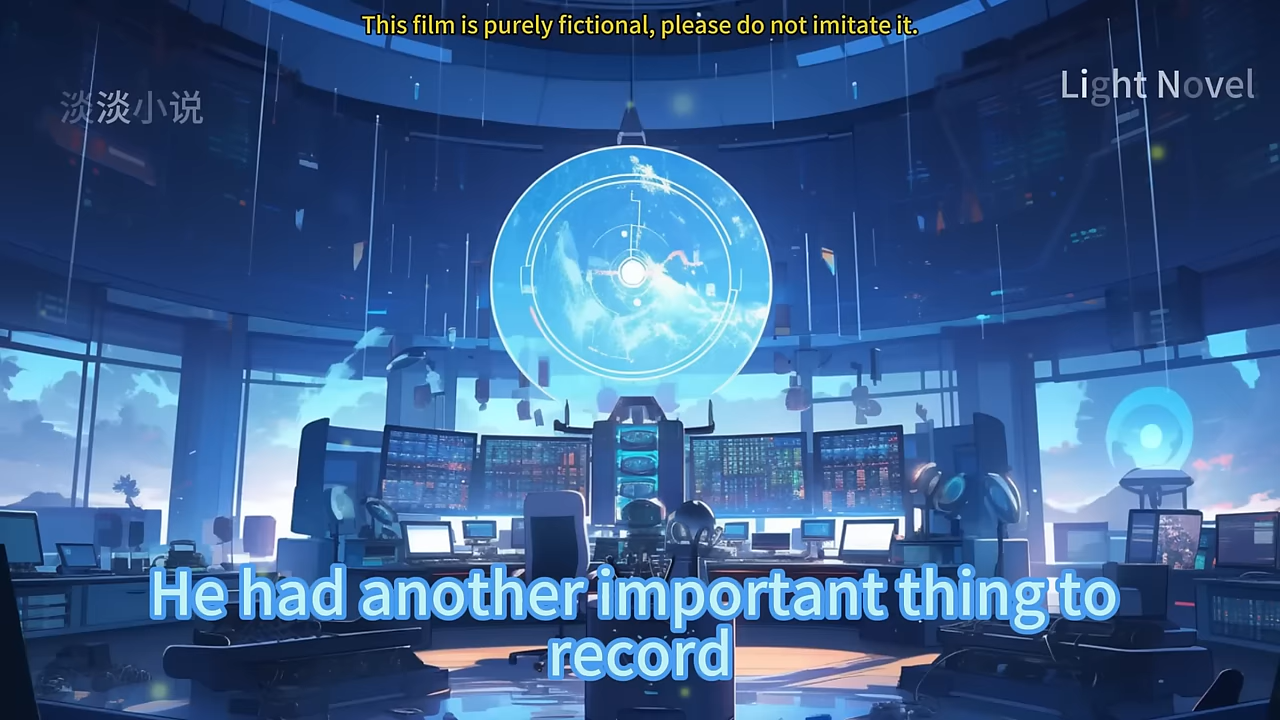 This film is purely fictional, please do not imitate it.
淡淡小说
Light Novel
He had another important thing to
record